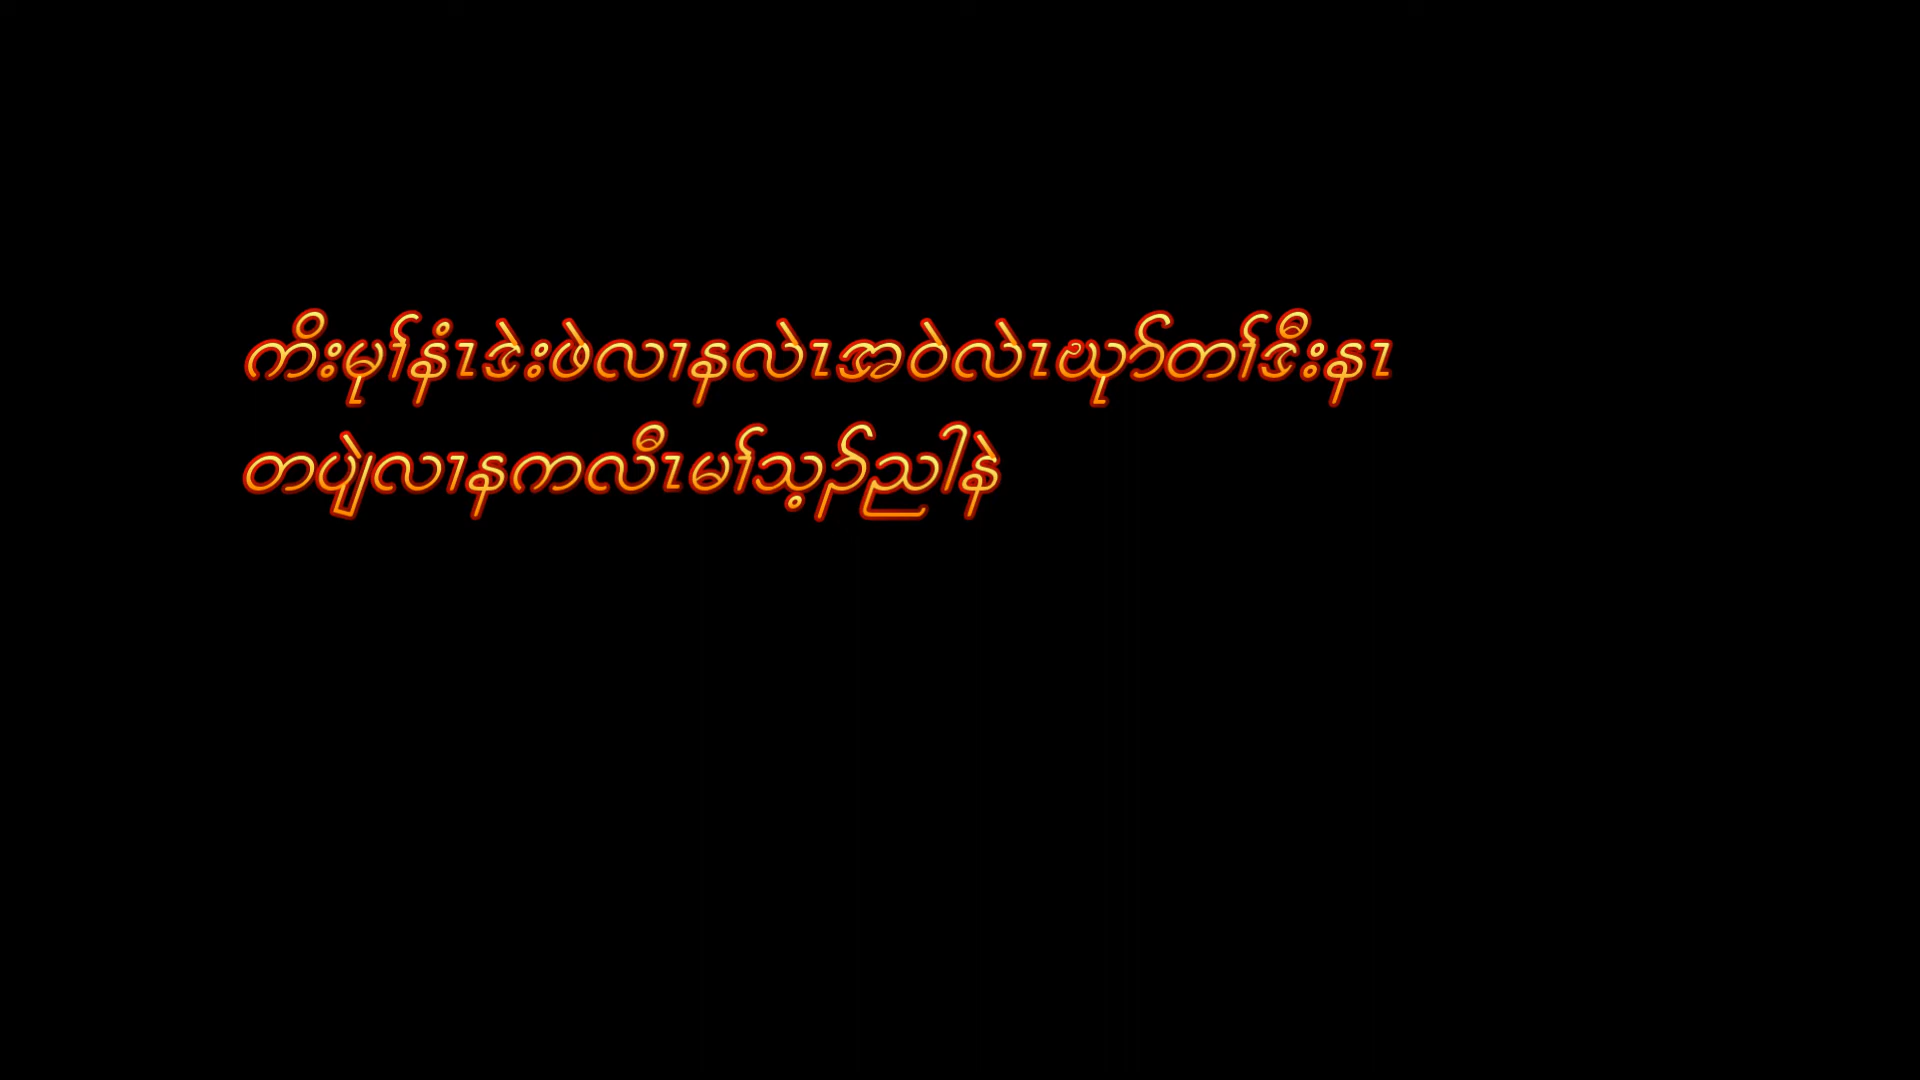 ကိးမုၢ်နံၤဒဲးဖဲလၢနလဲၤအဝဲလဲၤယုာ်တၢ်ဒီးနၤ
တပျဲလၢနကလီၤမၢ်သ့ၣ်ညါနဲ